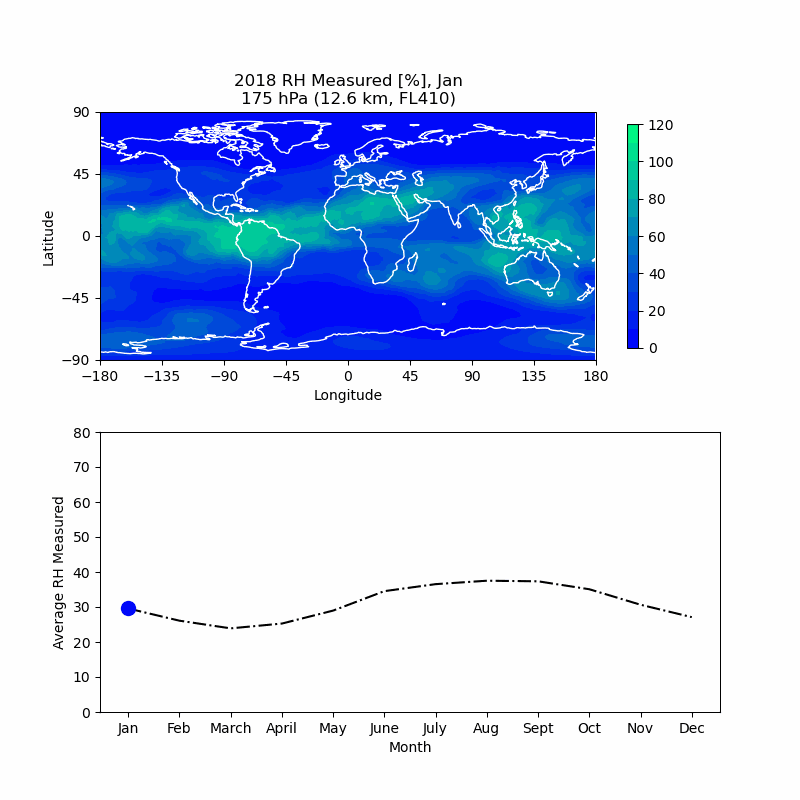 2018 RH Measured [%], Jan
175 hPa (12.6 km, FL410)
90
45
0
−45
−90
Latitude
−180 −135 −90 −45 0 45 90 135 180
Longitude
120
100
80
60
40
20
0
80
70
60
50
40
30
20
10
0
Average RH Measured
Jan Feb March April May June July Aug Sept Oct Nov Dec
Month